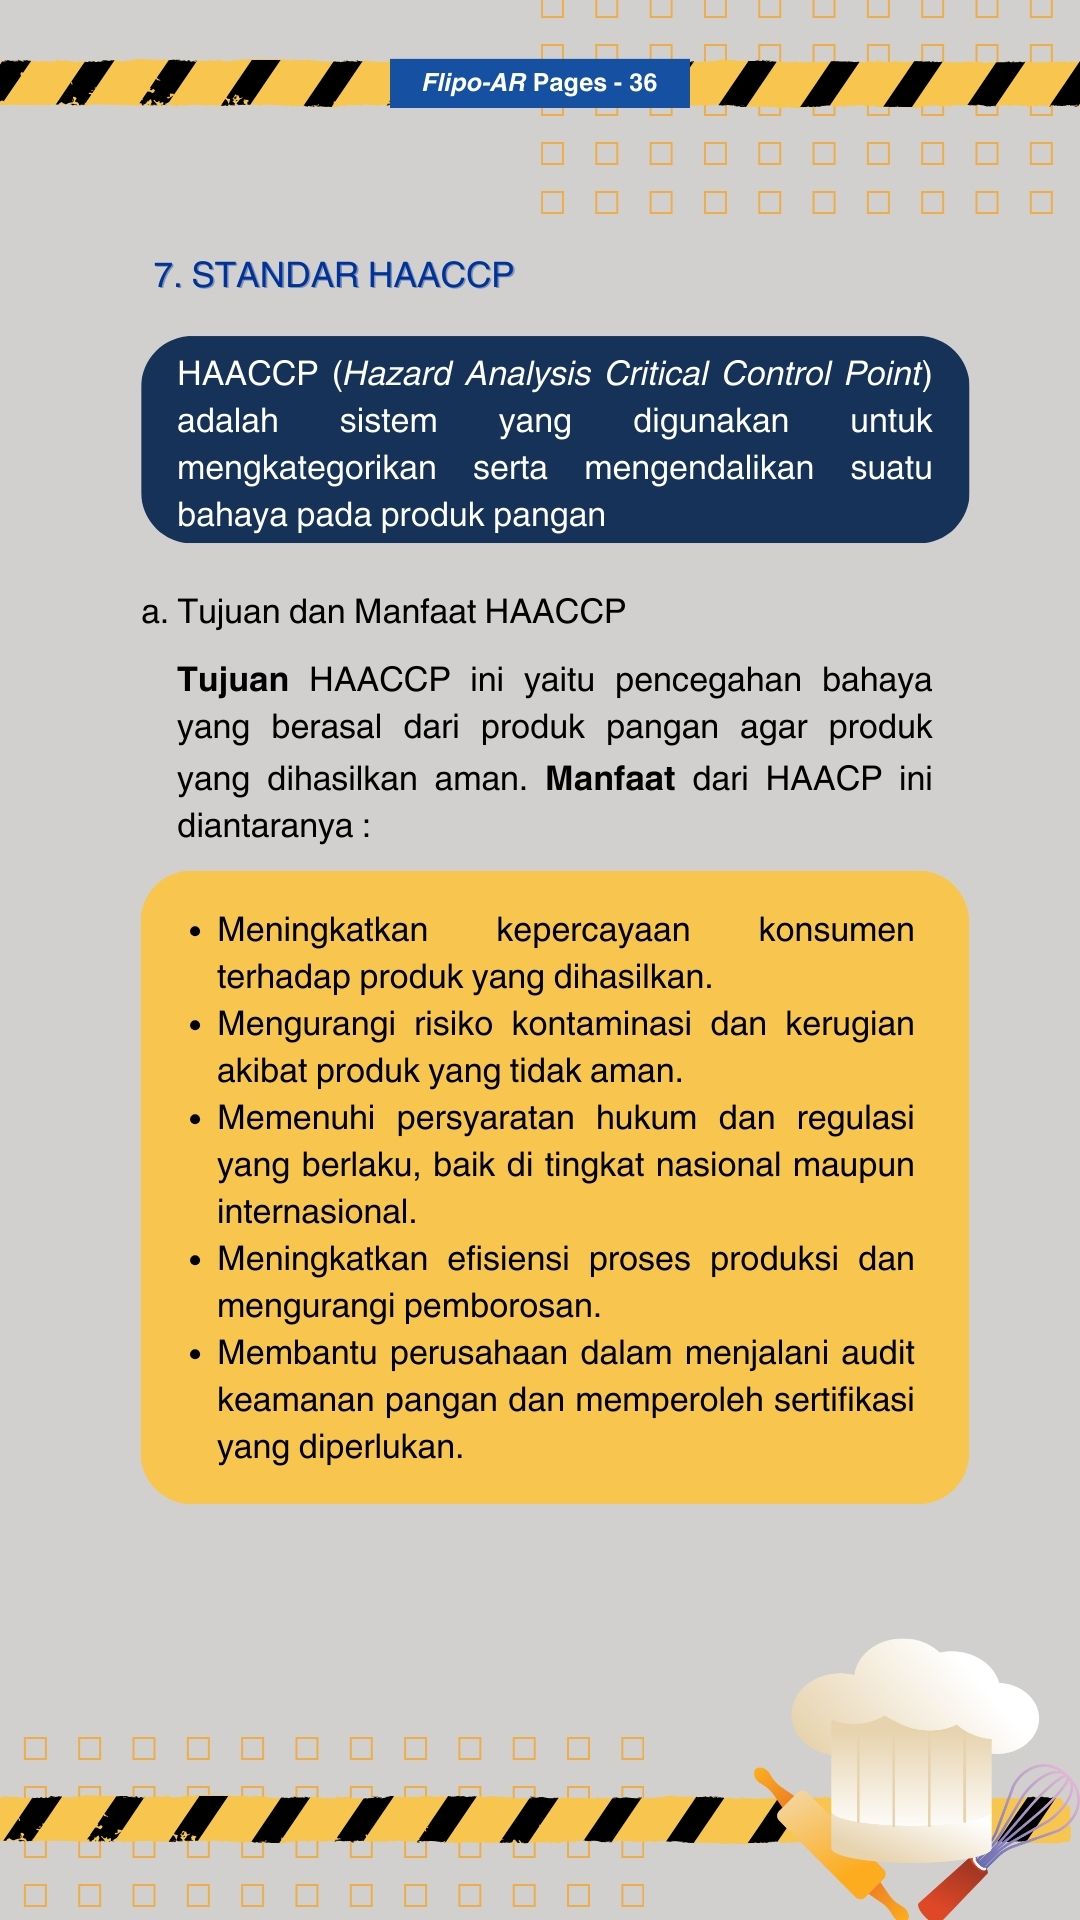 Flipo-AR Pages - 36
7. STANDAR HAACCP
HAACCP (Hazard Analysis Critical Control Point)
adalah sistem yang digunakan untuk
mengkategorikan serta mengendalikan suatu
bahaya pada produk pangan
a. Tujuan dan Manfaat HAACCP
Tujuan HAACCP ini yaitu pencegahan bahaya
yang berasal dari produk pangan agar produk
yang dihasilkan aman. Manfaat dari HAACP ini
diantaranya :
• Meningkatkan kepercayaan konsumen
terhadap produk yang dihasilkan.
• Mengurangi risiko kontaminasi dan kerugian
akibat produk yang tidak aman.
• Memenuhi persyaratan hukum dan regulasi
yang berlaku, baik di tingkat nasional maupun
internasional.
• Meningkatkan efisiensi proses produksi dan
mengurangi pemborosan.
• Membantu perusahaan dalam menjalani audit
keamanan pangan dan memperoleh sertifikasi
yang diperlukan.